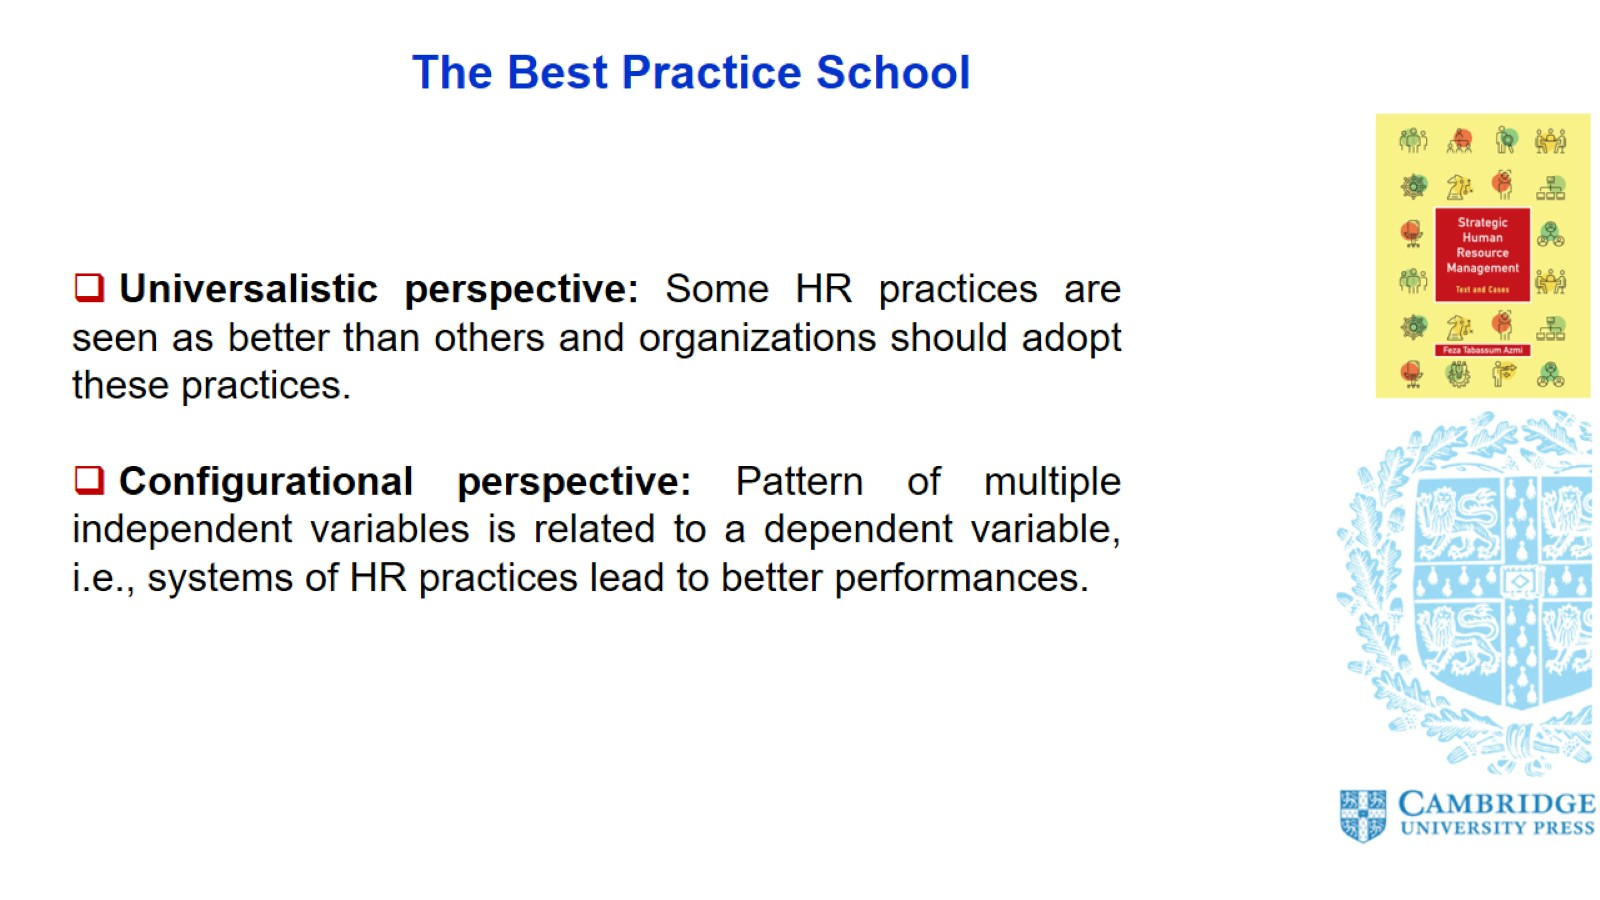 The Best Practice School
Universalistic perspective: Some HR practices are
seen as better than others and organizations should adopt
these practices.
Configurational perspective: Pattern of multiple
independent variables is related to a dependent variable,
i.e., systems of HR practices lead to better performances.
Strategic
Human
Resource
Management
Text and Cases
Feza Tabassum Azmi
CAMBRIDGE
UNIVERSITY PRESS